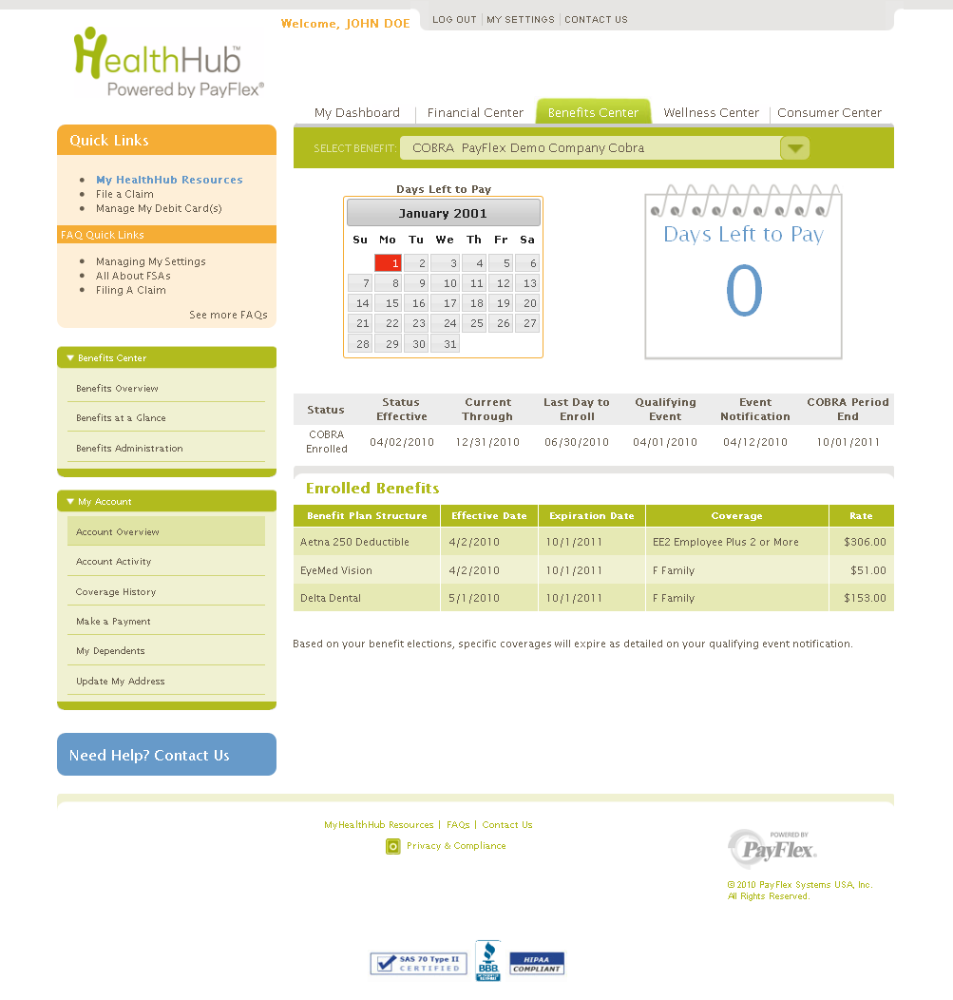 Welcome, JOHN DOE
LOG OUT | MY SETTINGS | CONTACT US
HealthHub™
Powered by PayFlex®
My Dashboard | Financial Center Benefits Center Wellness Center | Consumer Center
SELECT BENEFIT: COBRA PayFlex Demo Company Cobra
Quick Links
My HealthHub Resources
File a Claim
Manage My Debit Card(s)
FAQ Quick Links
Managing My Settings
All About FSAs
Filing A Claim
See more FAQs
Benefits Center
Benefits Overview
Benefits at a Glance
Benefits Administration
My Account
Account Overview
Account Activity
Coverage History
Make a Payment
My Dependents
Update My Address
Need Help? Contact Us
Days Left to Pay
January 2001
Su Mo Tu We Th Fr Sa
1 2 3 4 5 6
7 8 9 10 11 12 13
14 15 16 17 18 19 20
21 22 23 24 25 26 27
28 29 30 31
Days Left to Pay
0
Status Status Effective Current Through Last Day to Enroll Qualifying Event Event Notification COBRA Period End
COBRA Enrolled 04/02/2010 12/31/2010 06/30/2010 04/01/2010 04/12/2010 10/01/2011
Enrolled Benefits
Benefit Plan Structure Effective Date Expiration Date Coverage Rate
Aetna 250 Deductible 4/2/2010 10/1/2011 EE2 Employee Plus 2 or More $306.00
EyeMed Vision 4/2/2010 10/1/2011 F Family $51.00
Delta Dental 5/1/2010 10/1/2011 F Family $153.00
Based on your benefit elections, specific coverages will expire as detailed on your qualifying event notification.
MyHealthHub Resources | FAQs | Contact Us
Privacy & Compliance
POWERED BY
PayFlex®
© 2010 PayFlex Systems USA, Inc.
All Rights Reserved.
SAS 70 Type II
CERTIFIED
BBB
HIPAA
COMPLIANT